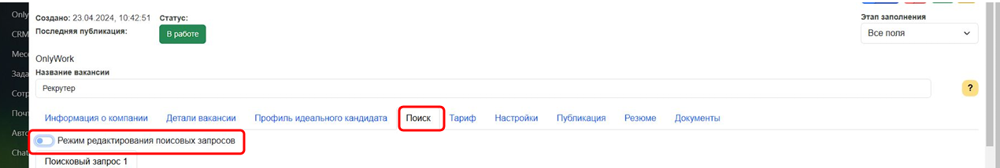 Only
CRM
Месс
Зада
Сотр
Почт
Авто
Chat
Создано: 23.04.2024, 10:42:51 Статус:
Последняя публикация: В работе
Этап заполнения
Все поля
OnlyWork
Название вакансии
Рекрутер
?
Информация о компании Детали вакансии Профиль идеального кандидата Поиск Тариф Настройки Публикация Резюме Документы
Режим редактирования поисковых запросов
Поисковый запрос 1